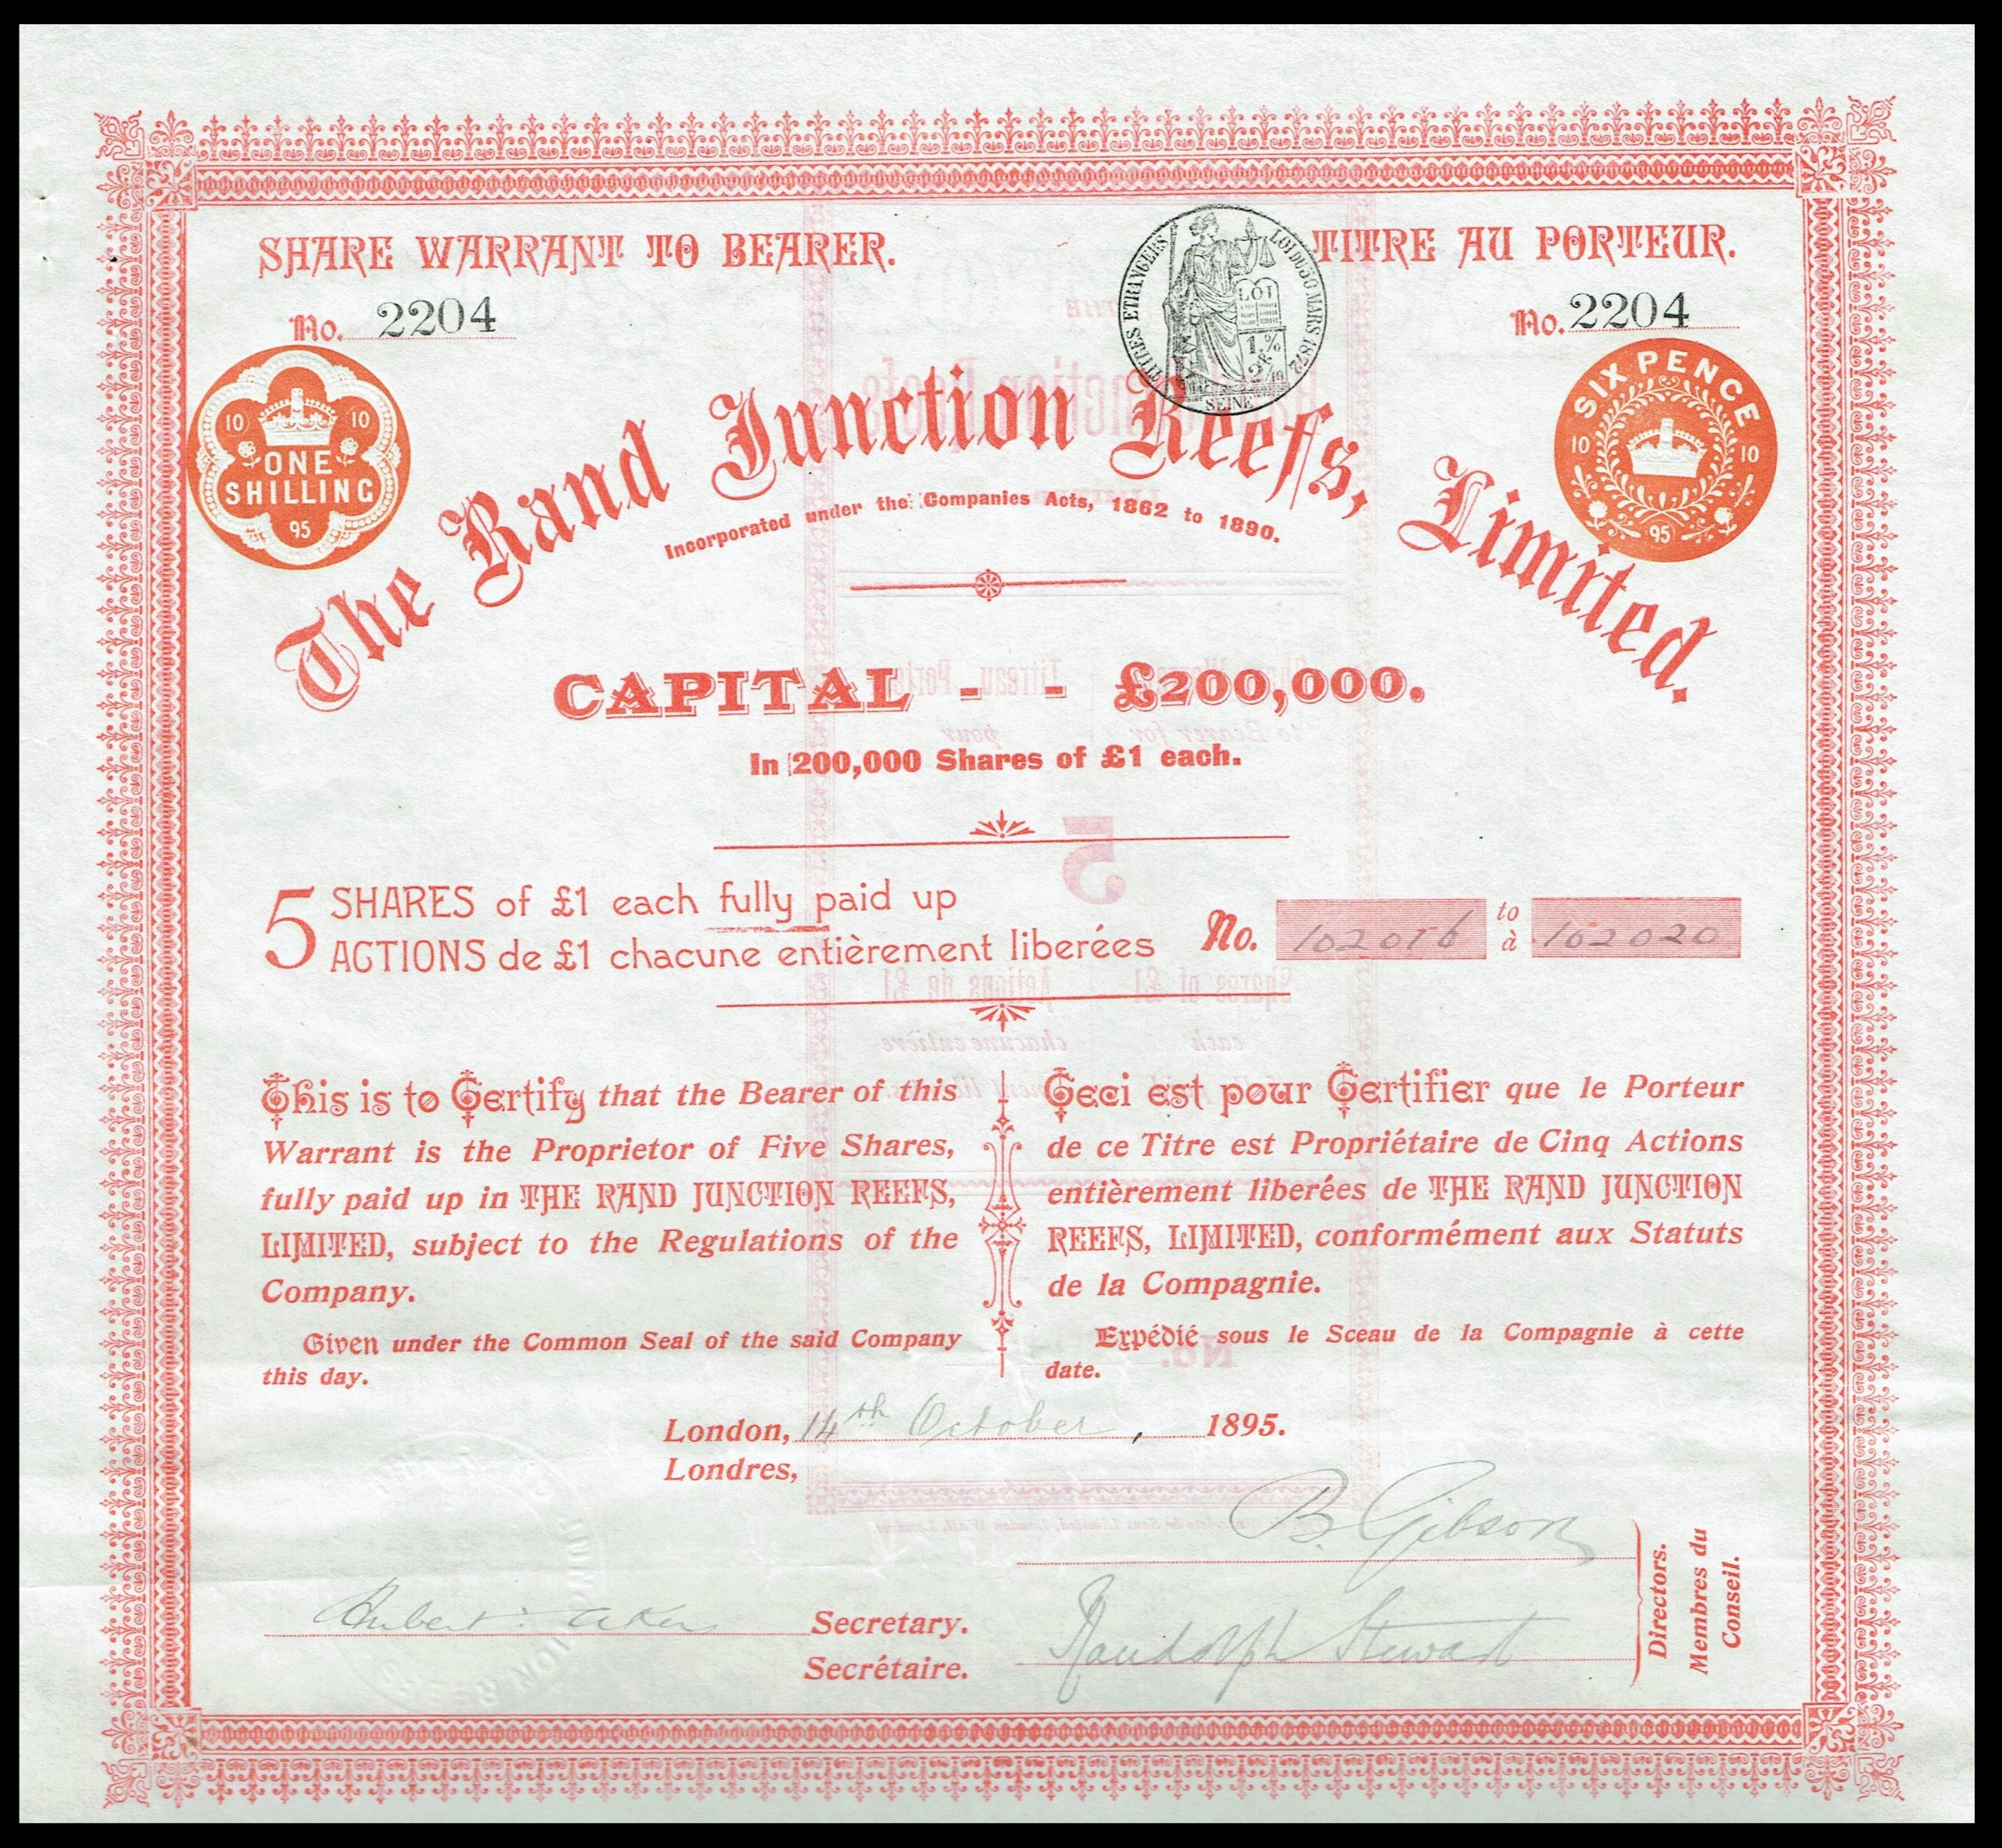 SHARE WARRANT TO BEARER.
TITRE AU PORTEUR.
No. 2204
No. 2204
TITRES ETRANGERS
LOI DU 30 MARS 1872
LOI
1.%
2/10
SEINE
10 10
ONE
SHILLING
95
SIX PENCE
10 10
95
The Rand Junction Reefs, Limited.
Incorporated under the Companies Acts, 1862 to 1890.
CAPITAL - - £200,000.
In 200,000 Shares of £1 each.
5 SHARES of £1 each fully paid up
ACTIONS de £1 chacune entièrement liberées
No. 102016 to à 102020
This is to Certify that the Bearer of this
Warrant is the Proprietor of Five Shares,
fully paid up in THE RAND JUNCTION REEFS,
LIMITED, subject to the Regulations of the
Company.
Given under the Common Seal of the said Company
this day.
Ceci est pour Certifier que le Porteur
de ce Titre est Propriétaire de Cinq Actions
entièrement liberées de THE RAND JUNCTION
REEFS, LIMITED, conformément aux Statuts
de la Compagnie.
Expédié sous le Sceau de la Compagnie à cette
date.
London, 14th October, 1895.
Londres,
B. Gibson
Randolph Stewart
Directors.
Membres du
Conseil.
Secretary.
Secrétaire.